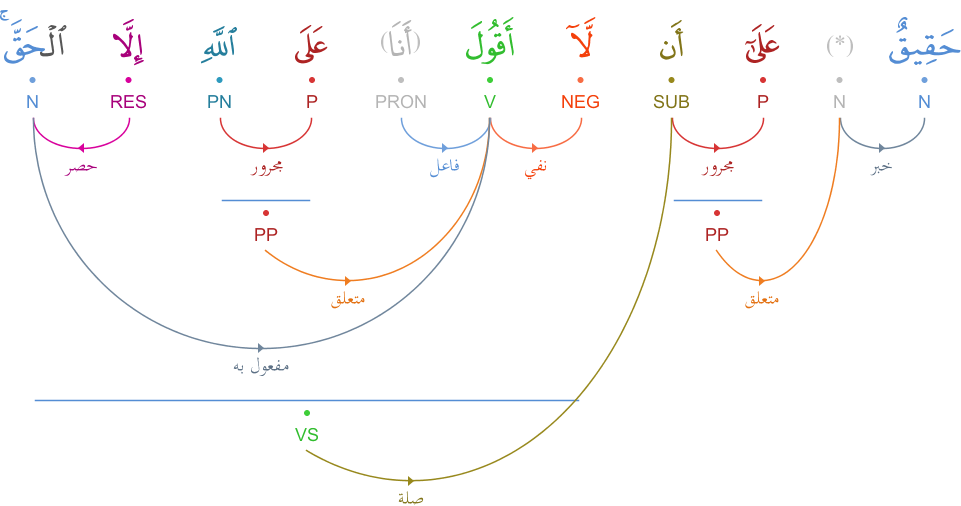 حَقِيقٌ (*) عَلَىٰٓ أَن لَّآ أَقُولَ (أَنَا) عَلَى ٱللَّهِ إِلَّا ٱلْحَقَّ ۚ
N N P SUB NEG V PRON P PN RES N
خبر مجرور نفي فاعل مجرور حصر
PP PP
متعلق متعلق
مفعول به
VS
صلة